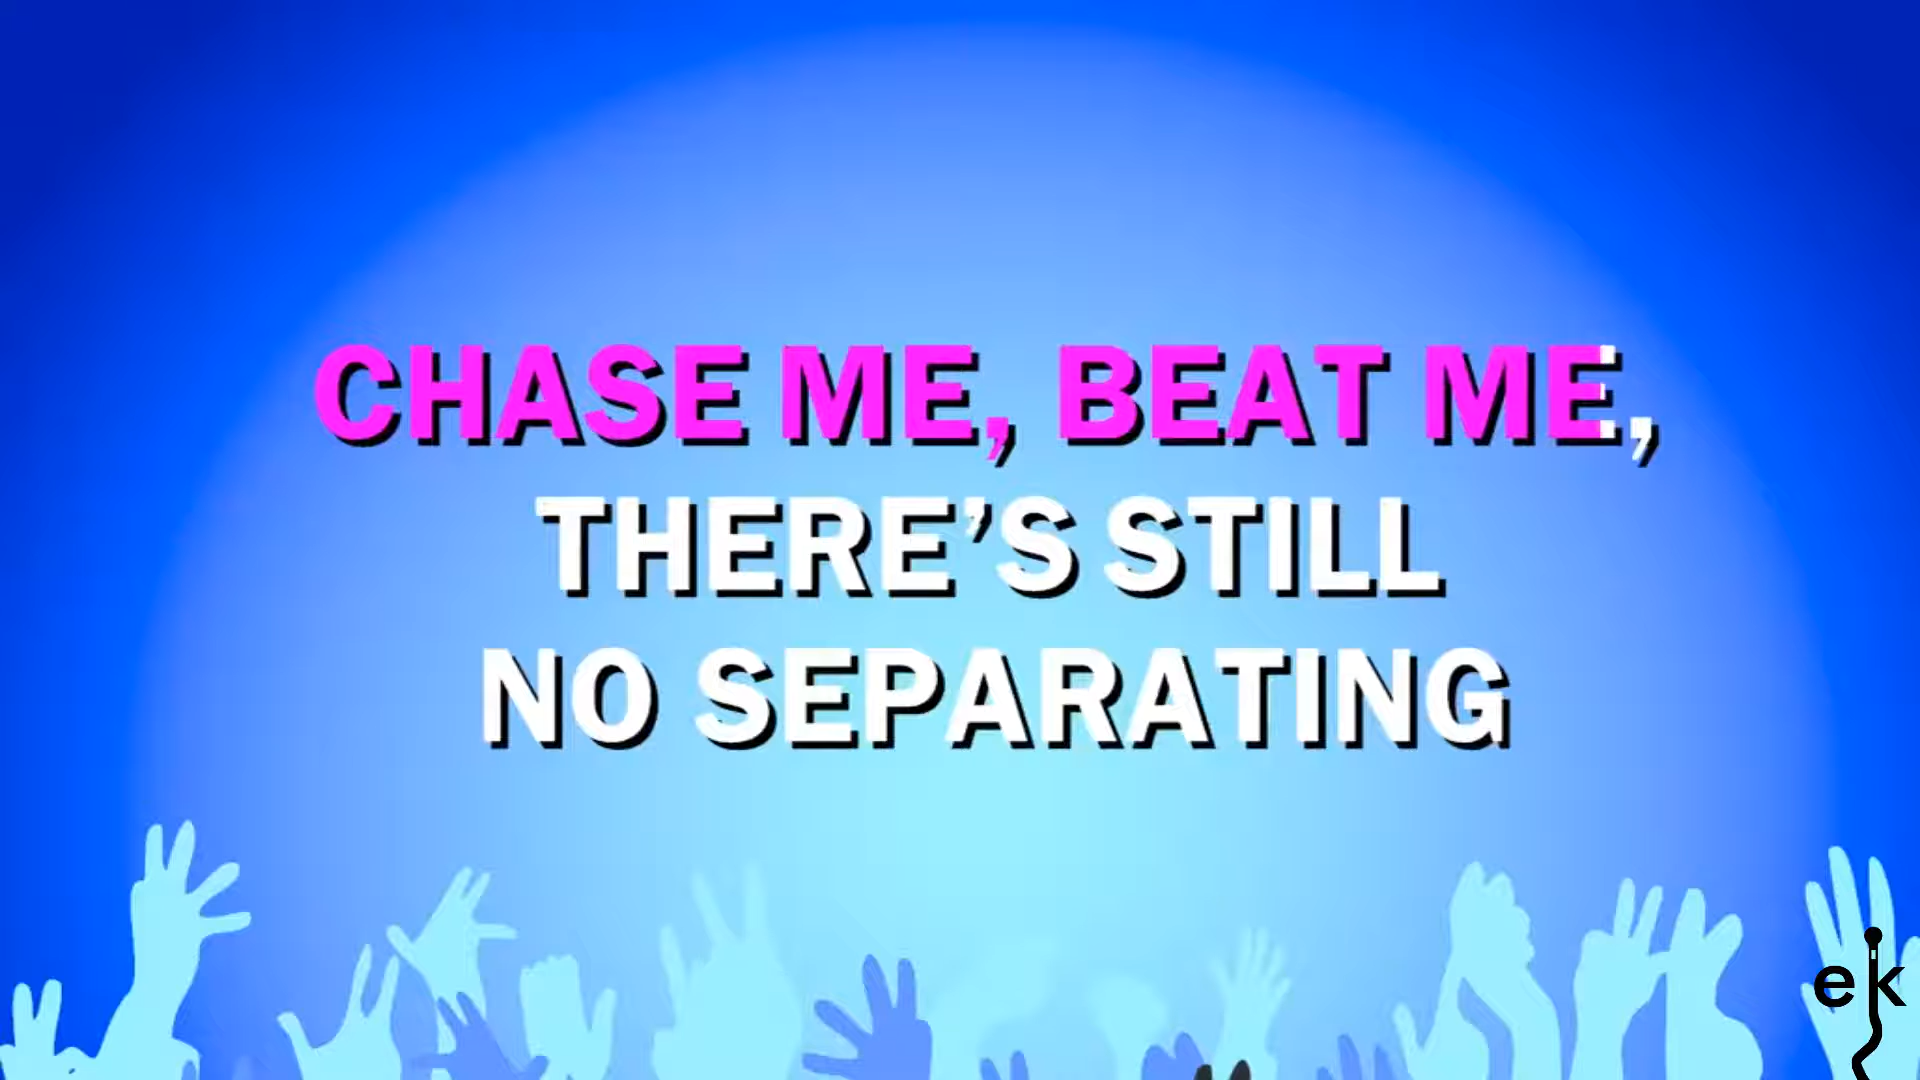 CHASE ME, BEAT ME,
THERE’S STILL
NO SEPARATING
ek